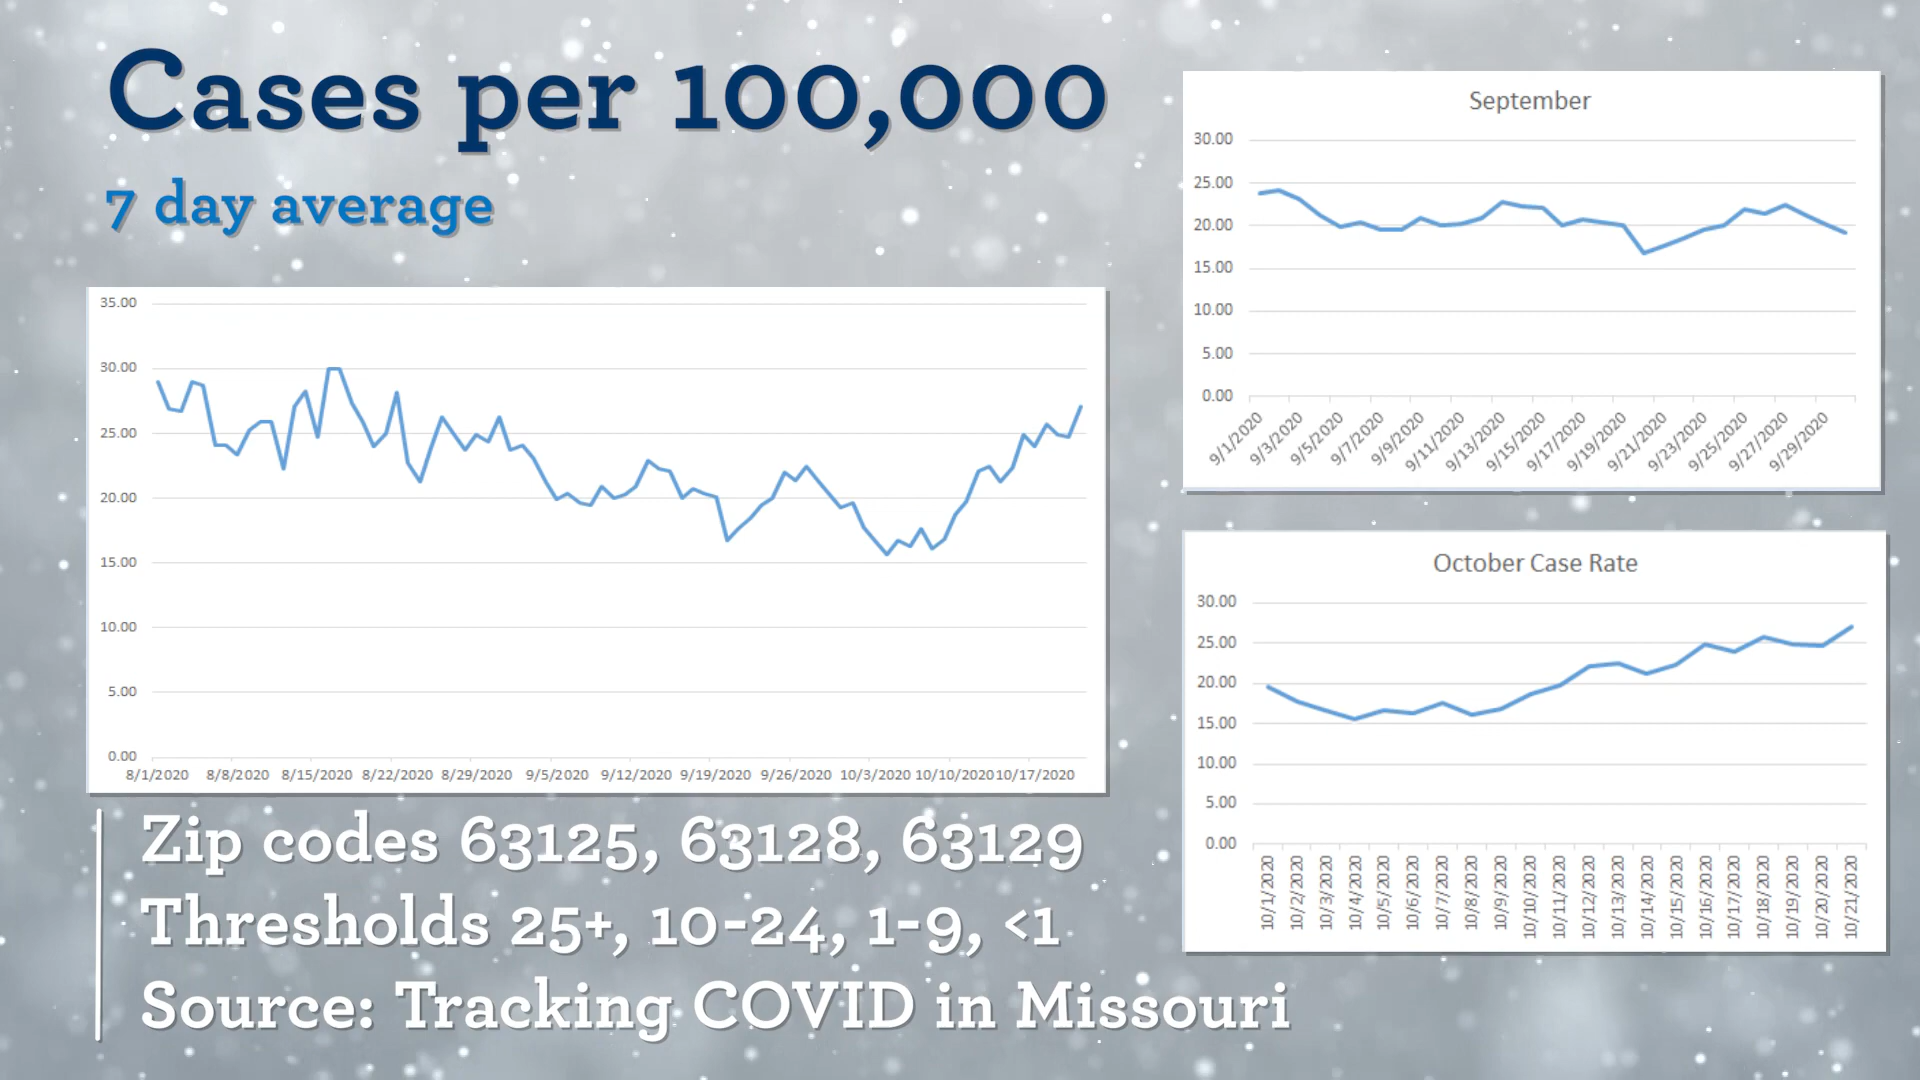 Cases per 100,000
7 day average
35.00
30.00
25.00
20.00
15.00
10.00
5.00
0.00
8/1/2020 8/8/2020 8/15/2020 8/22/2020 8/29/2020 9/5/2020 9/12/2020 9/19/2020 9/26/2020 10/3/2020 10/10/2020 10/17/2020
Zip codes 63125, 63128, 63129
Thresholds 25+, 10-24, 1-9, <1
Source: Tracking COVID in Missouri
September
30.00
25.00
20.00
15.00
10.00
5.00
0.00
9/1/2020 9/3/2020 9/5/2020 9/7/2020 9/9/2020 9/11/2020 9/13/2020 9/15/2020 9/17/2020 9/19/2020 9/21/2020 9/23/2020 9/25/2020 9/27/2020 9/29/2020
October Case Rate
30.00
25.00
20.00
15.00
10.00
5.00
0.00
10/1/2020 10/2/2020 10/3/2020 10/4/2020 10/5/2020 10/6/2020 10/7/2020 10/8/2020 10/9/2020 10/10/2020 10/11/2020 10/12/2020 10/13/2020 10/14/2020 10/15/2020 10/16/2020 10/17/2020 10/18/2020 10/19/2020 10/20/2020 10/21/2020